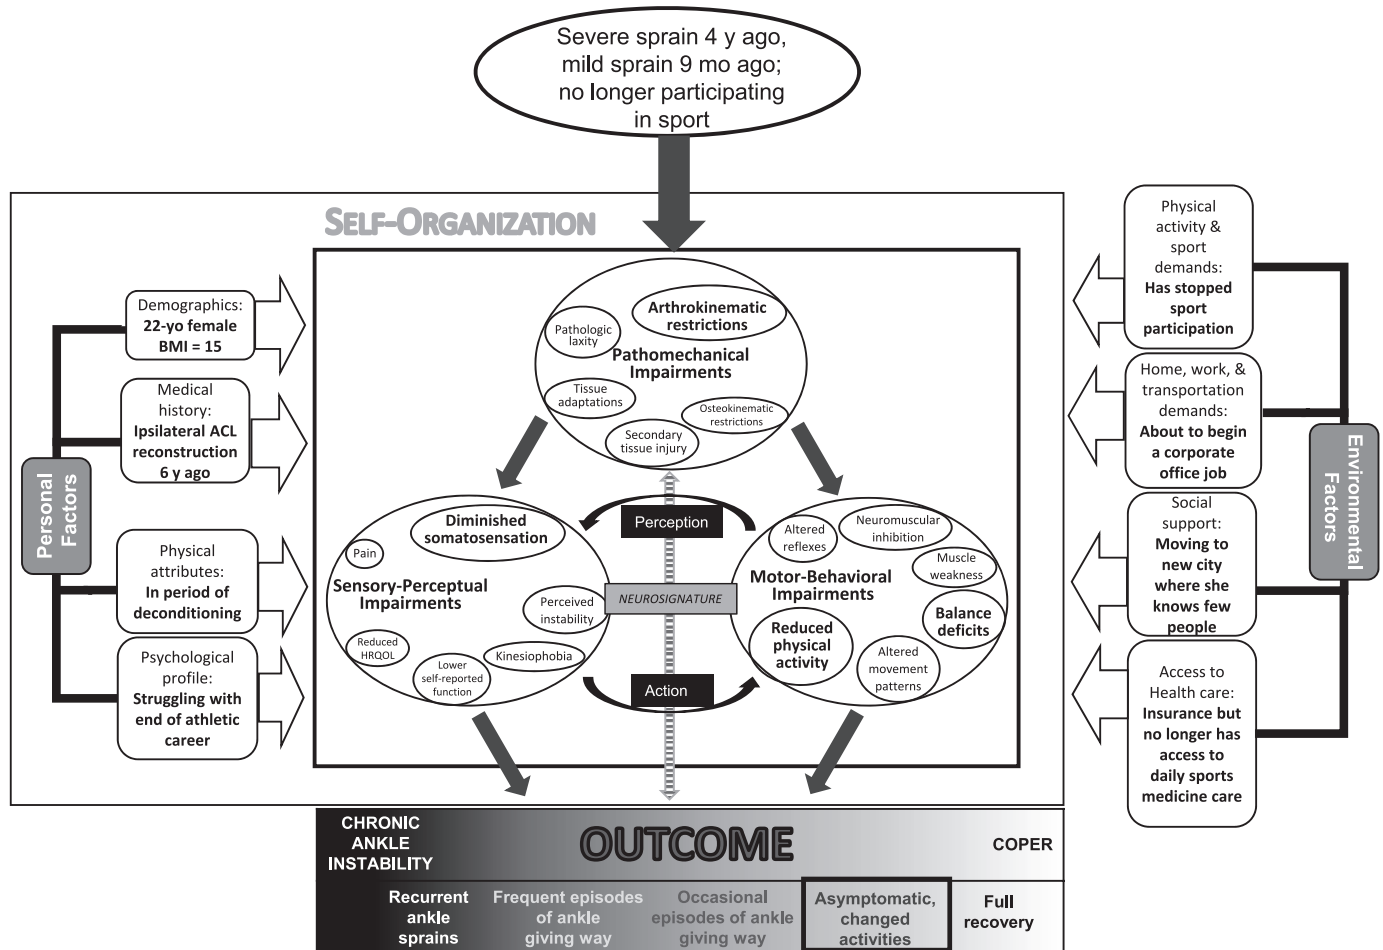 Severe sprain 4 y ago,
mild sprain 9 mo ago;
no longer participating
in sport
SELF-ORGANIZATION
Personal
Factors
Demographics:
22-yo female
BMI = 15
Medical
history:
Ipsilateral ACL
reconstruction
6 y ago
Physical
attributes:
In period of
deconditioning
Psychological
profile:
Struggling with
end of athletic
career
Arthrokinematic
restrictions
Pathologic
laxity
Pathomechanical
Impairments
Tissue
adaptations
Osteokinematic
restrictions
Secondary
tissue injury
Diminished
somatosensation
Pain
Sensory-Perceptual
Impairments
Perceived
instability
Reduced
HRQOL
Lower
self-reported
function
Kinesiophobia
Perception
NEUROSIGNATURE
Action
Altered
reflexes
Neuromuscular
inhibition
Muscle
weakness
Motor-Behavioral
Impairments
Balance
deficits
Reduced
physical
activity
Altered
movement
patterns
Physical
activity &
sport
demands:
Has stopped
sport
participation
Home, work, &
transportation
demands:
About to begin
a corporate
office job
Social
support:
Moving to
new city
where she
knows few
people
Access to
Health care:
Insurance but
no longer has
access to
daily sports
medicine care
Environmental
Factors
CHRONIC
ANKLE
INSTABILITY
OUTCOME
COPER
Recurrent
ankle
sprains
Frequent episodes
of ankle
giving way
Occasional
episodes of ankle
giving way
Asymptomatic,
changed
activities
Full
recovery